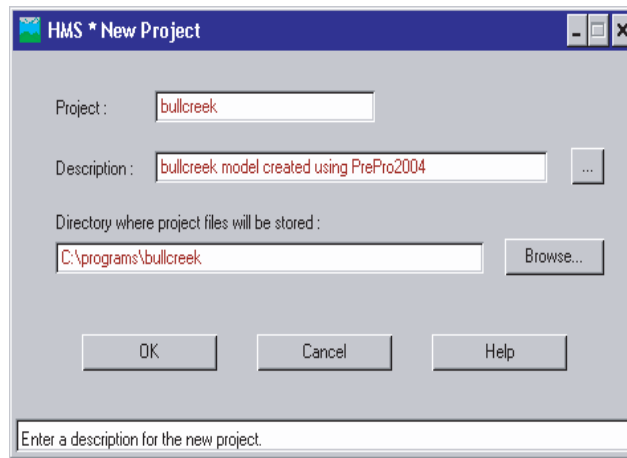 HMS * New Project
Project :
bullcreek
Description :
bullcreek model created using PrePro2004
...
Directory where project files will be stored :
C:\programs\bullcreek
Browse...
OK
Cancel
Help
Enter a description for the new project.